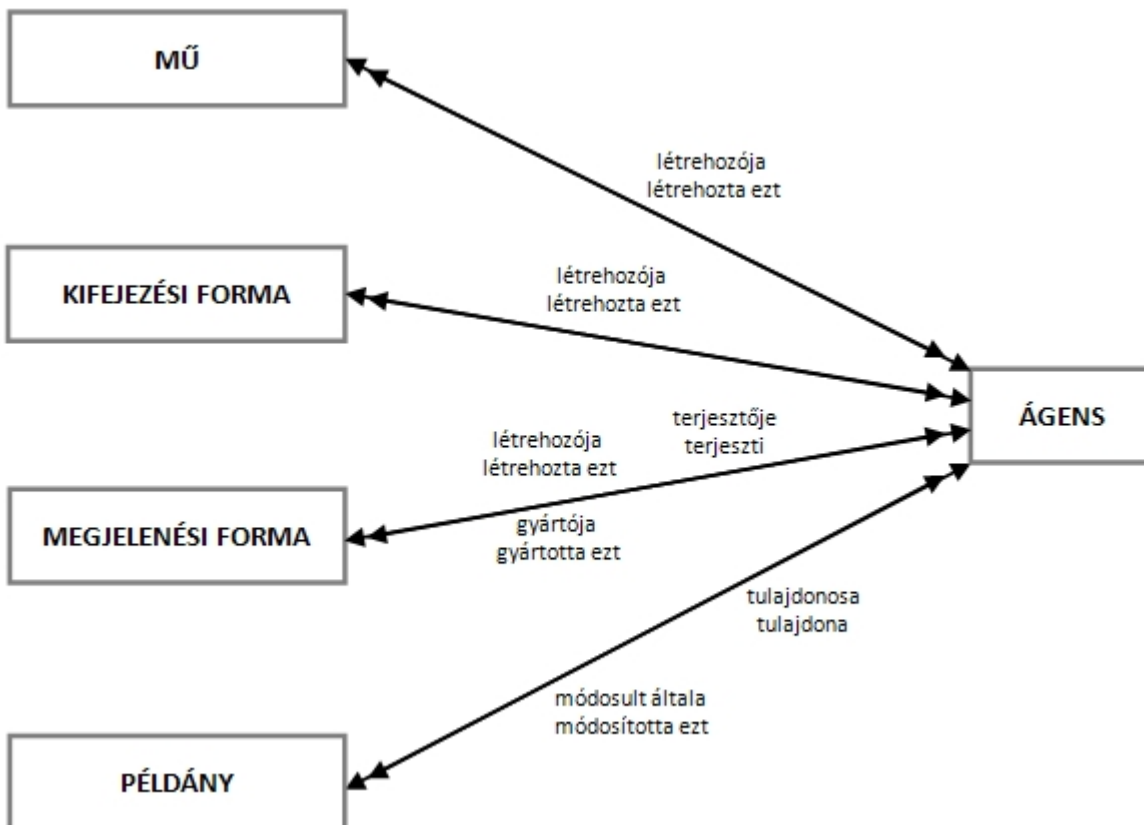 MŰ
létrehozója
létrehozta ezt
KIFEJEZÉSI FORMA
létrehozója
létrehozta ezt
ÁGENS
terjesztője
terjeszti
létrehozója
létrehozta ezt
MEGJELENÉSI FORMA
gyártója
gyártotta ezt
tulajdonosa
tulajdona
módosult általa
módosította ezt
PÉLDÁNY